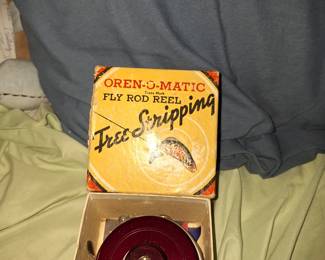 OREN-O-MATIC
Trade Mark
FLY ROD REEL
Free Stripping